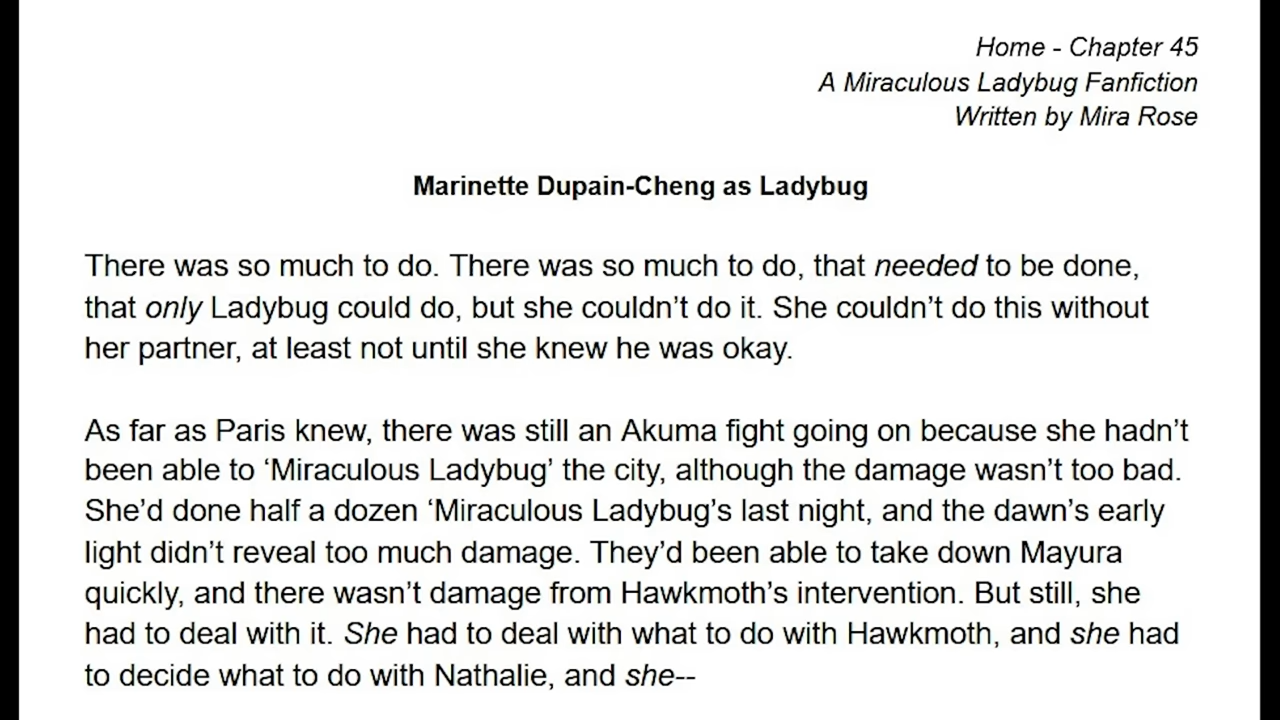 Home - Chapter 45
A Miraculous Ladybug Fanfiction
Written by Mira Rose
Marinette Dupain-Cheng as Ladybug
There was so much to do. There was so much to do, that needed to be done,
that only Ladybug could do, but she couldn’t do it. She couldn’t do this without
her partner, at least not until she knew he was okay.
As far as Paris knew, there was still an Akuma fight going on because she hadn’t
been able to ‘Miraculous Ladybug’ the city, although the damage wasn’t too bad.
She’d done half a dozen ‘Miraculous Ladybug’s last night, and the dawn’s early
light didn’t reveal too much damage. They’d been able to take down Mayura
quickly, and there wasn’t damage from Hawkmoth’s intervention. But still, she
had to deal with it. She had to deal with what to do with Hawkmoth, and she had
to decide what to do with Nathalie, and she--